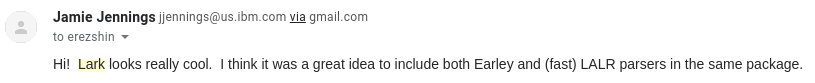 Jamie Jennings jjennings@us.ibm.com via gmail.com
to erezshin
Hi!  Lark looks really cool.  I think it was a great idea to include both Earley and (fast) LALR parsers in the same package.